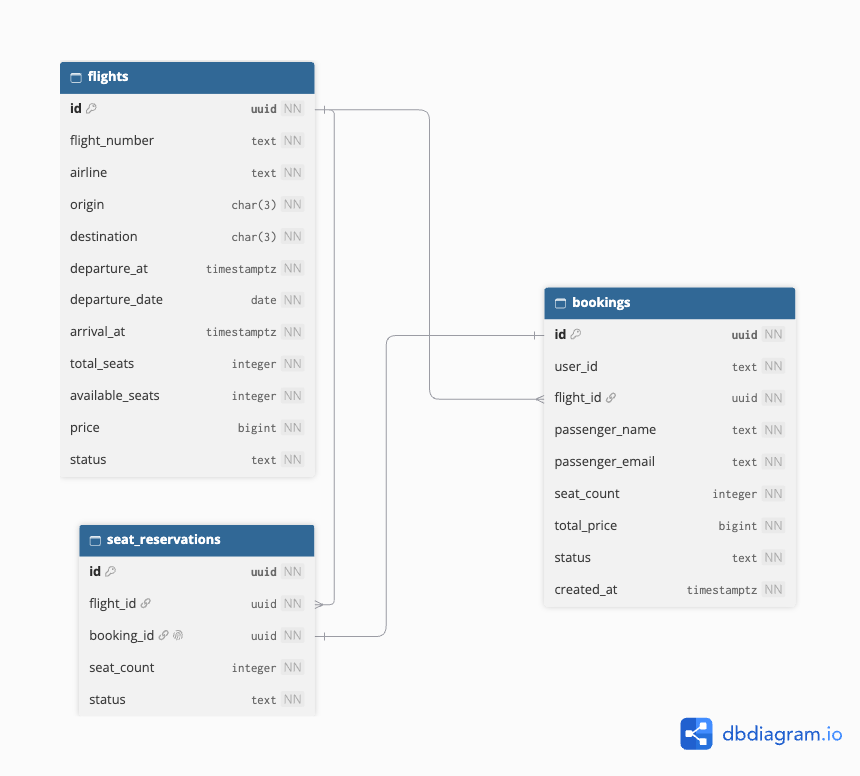 flights
id uuid NN
flight_number text NN
airline text NN
origin char(3) NN
destination char(3) NN
departure_at timestamptz NN
departure_date date NN
arrival_at timestamptz NN
total_seats integer NN
available_seats integer NN
price bigint NN
status text NN
bookings
id uuid NN
user_id text NN
flight_id uuid NN
passenger_name text NN
passenger_email text NN
seat_count integer NN
total_price bigint NN
status text NN
created_at timestamptz NN
seat_reservations
id uuid NN
flight_id uuid NN
booking_id uuid NN
seat_count integer NN
status text NN
dbdiagram.io